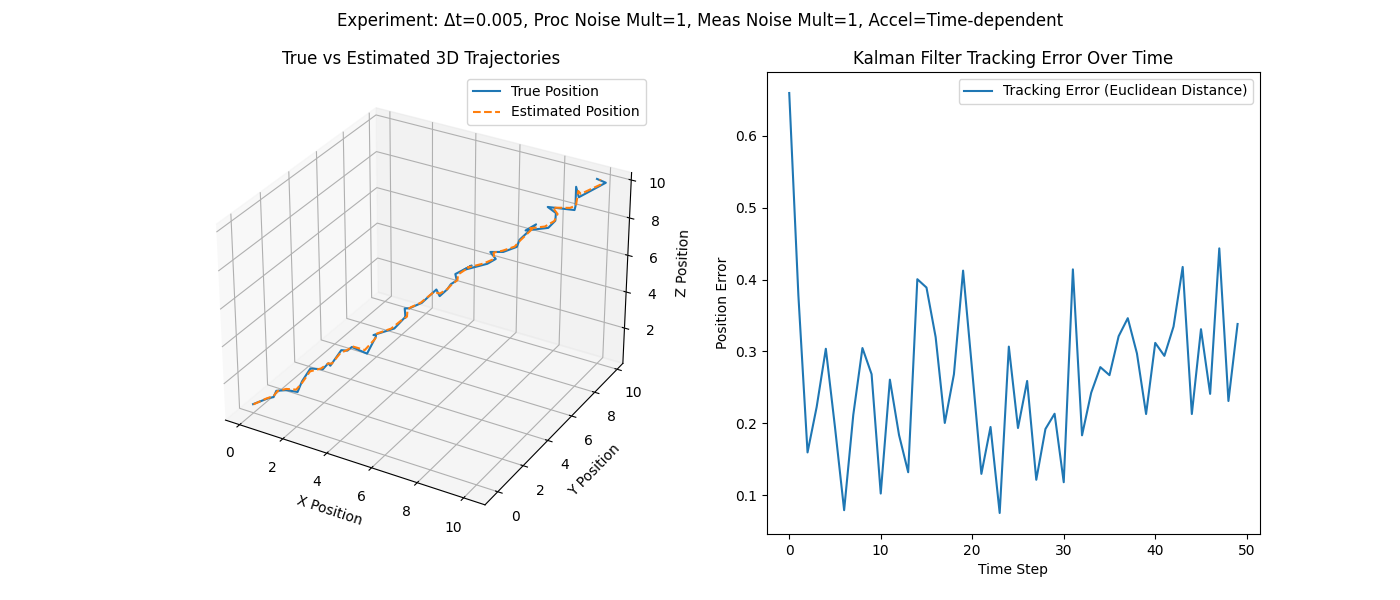 Experiment: Δt=0.005, Proc Noise Mult=1, Meas Noise Mult=1, Accel=Time-dependent
True vs Estimated 3D Trajectories
True Position
Estimated Position
10
8
6
4
2
Z Position
10
8
6
4
2
0
Y Position
0
2
4
6
8
10
X Position
Kalman Filter Tracking Error Over Time
Tracking Error (Euclidean Distance)
0.6
0.5
0.4
0.3
0.2
0.1
Position Error
0
10
20
30
40
50
Time Step